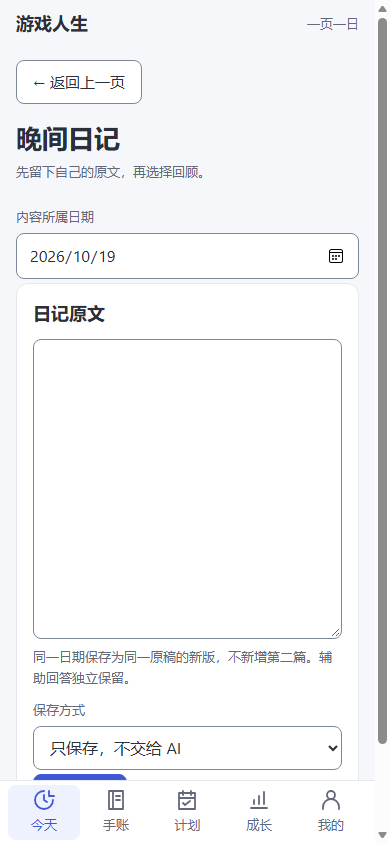 游戏人生
一页一日
← 返回上一页
晚间日记
先留下自己的原文，再选择回顾。
内容所属日期
2026/10/19
日记原文
同一日期保存为同一原稿的新版，不新增第二篇。辅
助回答独立保留。
保存方式
只保存，不交给 AI
今天
手账
计划
成长
我的